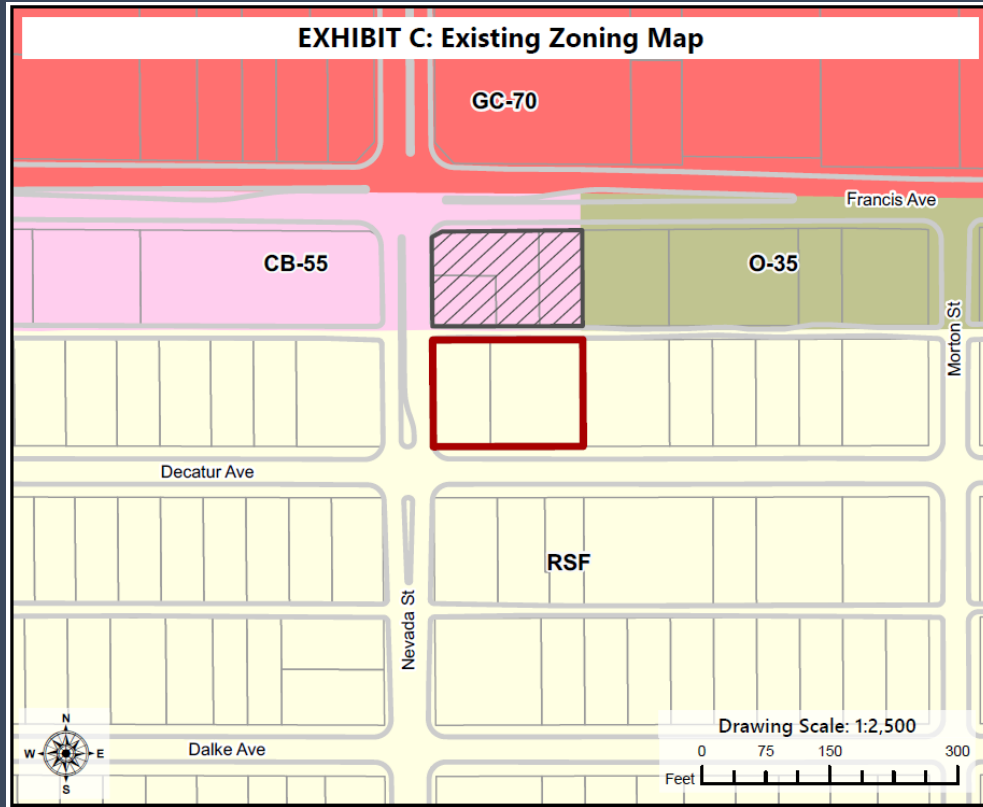 EXHIBIT C: Existing Zoning Map
GC-70
Francis Ave
CB-55
O-35
Morton St
Decatur Ave
RSF
Nevada St
Dalke Ave
N
W E
S
Drawing Scale: 1:2,500
0 75 150 300
Feet